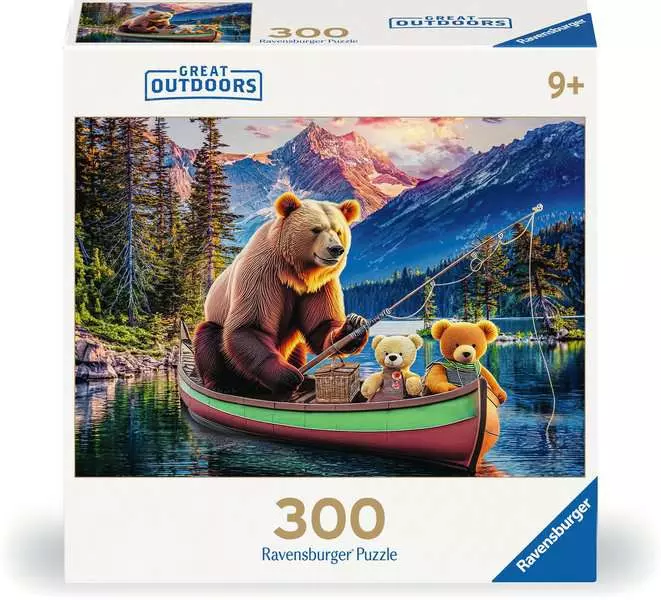 300
Ravensburger Puzzle
GREAT
OUTDOORS
Ravensburger
GREAT
OUTDOORS
9+
300
Ravensburger® Puzzle
Ravensburger